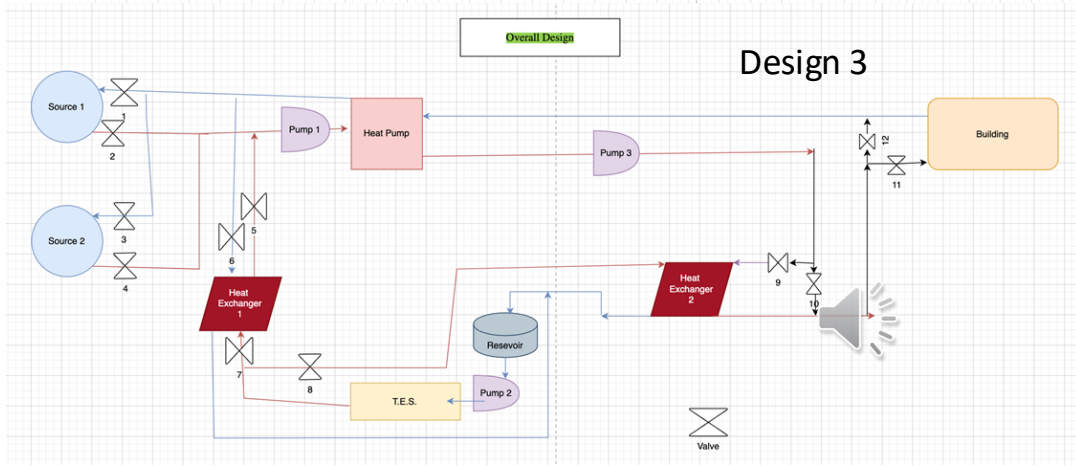 Overall Design
Design 3
Source 1
1
2
Pump 1
Heat Pump
Pump 3
12
11
Building
Source 2
3
4
5
6
Heat
Exchanger
1
Heat
Exchanger
2
9
10
Resevoir
7
8
T.E.S.
Pump 2
Valve